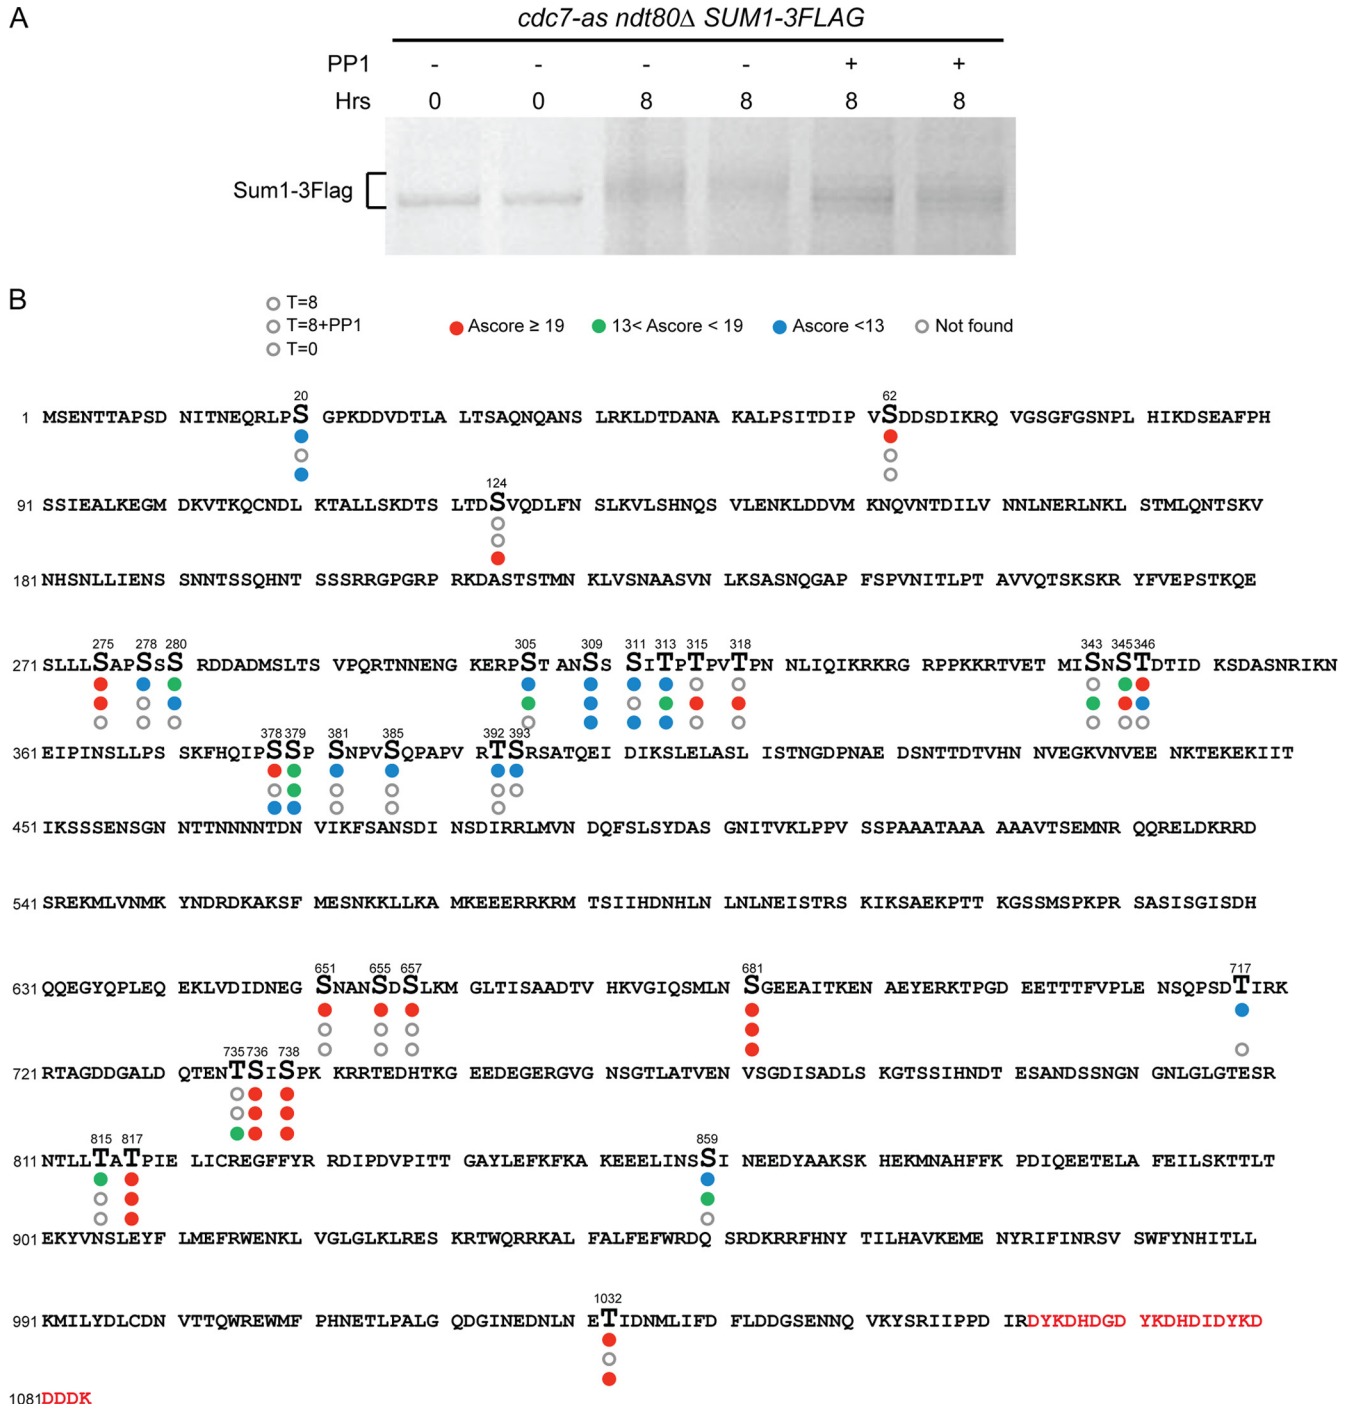 A
cdc7-as ndt80Δ SUM1-3FLAG
PP1 - - - - + +
Hrs 0 0 8 8 8 8
Sum1-3Flag
B
T=8
T=8+PP1
T=0
Ascore ≥ 19 13< Ascore < 19 Ascore <13 Not found
20 62
1 MSENTTAPSD NITNEQRLPS GPKDDVDTLA LTSAQNQANS LRKLDTDANA KALPSITDIP VSDDSDIKRQ VGSGFGSNPL HIKDSEAFPH
124
91 SSIEALKEGM DKVTKQCNDL KTALLSKDTS LTDSVQDLFN SLKVLSHNQS VLENKLDDVM KNQVNTDILV NNLNERLNKL STMLQNTSKV
181 NHSNLLIENS SNNTSSQHNT SSSRRGPGRP RKDASTSTMN KLVSNAASVN LKSASNQGAP FSPVNITLPT AVVQTSKSKR YFVEPSTKQE
275 278 280 305 309 311 313 315 318 343 345 346
271 SLLLSAPSSS RDDADMSLTS VPQRTNNENG KERPSTANSS SITPTPVTPN NLIQIKRKRG RPPKKRTVET MISNSTDTID KSDASNRIKN
378 379 381 385 392 393
361 EIPINSLLPS SKFHQIPSSP SNPVSQPAPV RTSRSATQEI DIKSLELASL ISTNGDPNAE DSNTTDTVHN NVEGKVNVEE NKTEKEKIIT
451 IKSSSENSGN NTTNNNNTDN VIKFSANSDI NSDIRRLMVN DQFSLSYDAS GNITVKLPPV SSPAAATAAA AAAVTSEMNR QQRELDKRRD
541 SREKMLVNMK YNDRDKAKSF MESNKKLLKA MKEEERRKRM TSIIHDNHLN LNLNEISTRS KIKSAEKPTT KGSSMSPKPR SASISGISDH
651 655 657 681 717
631 QQEGYQPLEQ EKLVDIDNEG SNANSDSLKM GLTISAADTV HKVGIQSMLN SGEEAITKEN AEYERKTPGD EETTTFVPLE NSQPSDTIRK
735 736 738
721 RTAGDDGALD QTENTSISPK KRRTEDHTKG EEDEGERGVG NSGTLATVEN VSGDISADLS KGTSSIHNDT ESANDSSNGN GNLGLGTESR
815 817 859
811 NTLLTATPIE LICREGFFYR RDIPDVPITT GAYLEFKFKA KEEELINSSI NEEDYAAKSK HEKMNAHFFK PDIQEETELA FEILSKTTLT
901 EKYVNSLEYF LMEFRWENKL VGLGLKLRES KRTWQRRKAL FALFEFWRDQ SRDKRRFHNY TILHAVKEME NYRIFINRSV SWFYNHITLL
1032
991 KMILYDLCDN VTTQWREWMF PHNETLPALG QDGINEDNLN ETIDNMLIFD FLDDGSENNQ VKYSRIIPPD IRDYKDHDGD YKDHDIDYKD
1081 DDDK